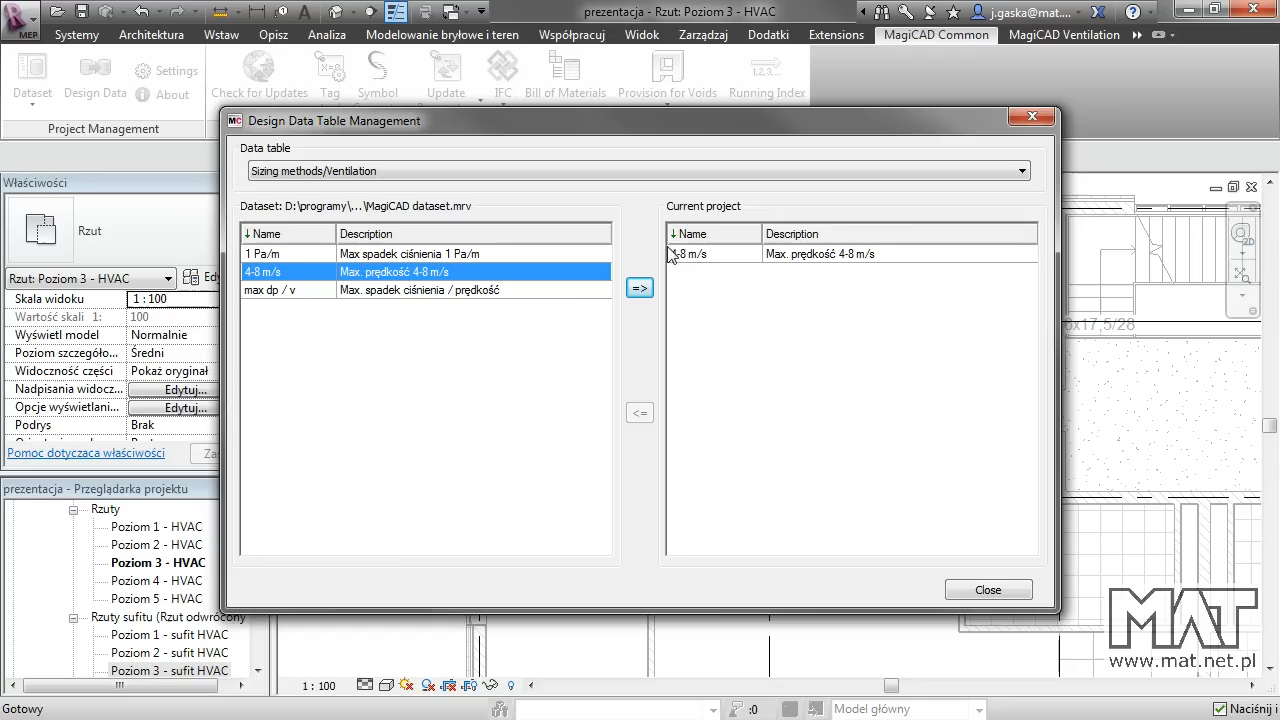 prezentacja - Rzut: Poziom 3 - HVAC
j.gaska@mat....
MEP
Systemy
Architektura
Wstaw
Opisz
Analiza
Modelowanie bryłowe i teren
Współpracuj
Widok
Zarządzaj
Dodatki
Extensions
MagiCAD Common
MagiCAD Ventilation
Dataset
Design Data
Settings
About
Check for Updates
Tag
Symbol
Update
IFC
Bill of Materials
Provision for Voids
Running Index
Project Management
Design Data Table Management
Data table
Sizing methods/Ventilation
Dataset: D:\programy\...\MagiCAD dataset.mrv
Name
Description
1 Pa/m
Max spadek ciśnienia 1 Pa/m
4-8 m/s
Max. prędkość 4-8 m/s
max dp / v
Max. spadek ciśnienia / prędkość
=>
<=
Current project
Name
Description
4-8 m/s
Max. prędkość 4-8 m/s
Close
Właściwości
Rzut
Rzut: Poziom 3 - HVAC
Edy
Skala widoku
1 : 100
Wartość skali 1:
100
Wyświetl model
Normalnie
Poziom szczegóło...
Średni
Widoczność części
Pokaż oryginał
Nadpisania widocz...
Edytuj...
Opcje wyświetlani...
Edytuj...
Podrys
Brak
Pomoc dotycząca właściwości
Zas
prezentacja - Przeglądarka projektu
Rzuty
Poziom 1 - HVAC
Poziom 2 - HVAC
Poziom 3 - HVAC
Poziom 4 - HVAC
Poziom 5 - HVAC
Rzuty sufitu (Rzut odwrócony
Poziom 1 - sufit HVAC
Poziom 2 - sufit HVAC
Poziom 3 - sufit HVAC
2D
6x17,5/28
MAT
www.mat.net.pl
1 : 100
Gotowy
:0
Model główny
Naciśnij i